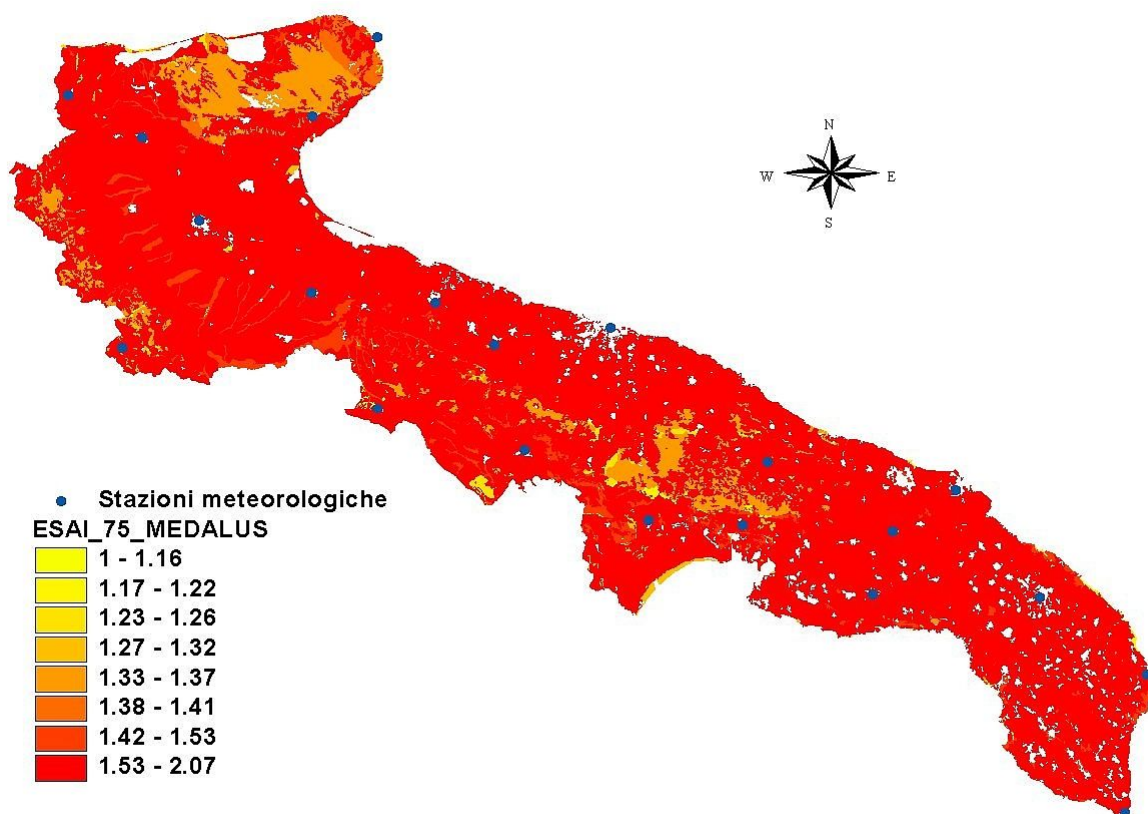 N
W E
S
Stazioni meteorologiche
ESAI_75_MEDALUS
1 - 1.16
1.17 - 1.22
1.23 - 1.26
1.27 - 1.32
1.33 - 1.37
1.38 - 1.41
1.42 - 1.53
1.53 - 2.07